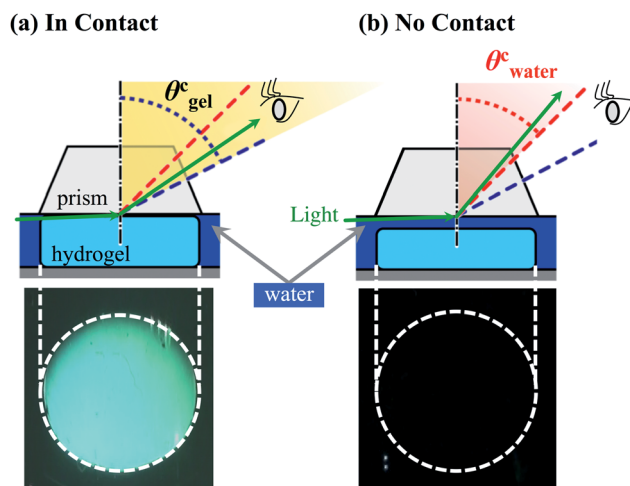 (a) In Contact
(b) No Contact
θᶜgel
θᶜwater
prism
Light
hydrogel
water